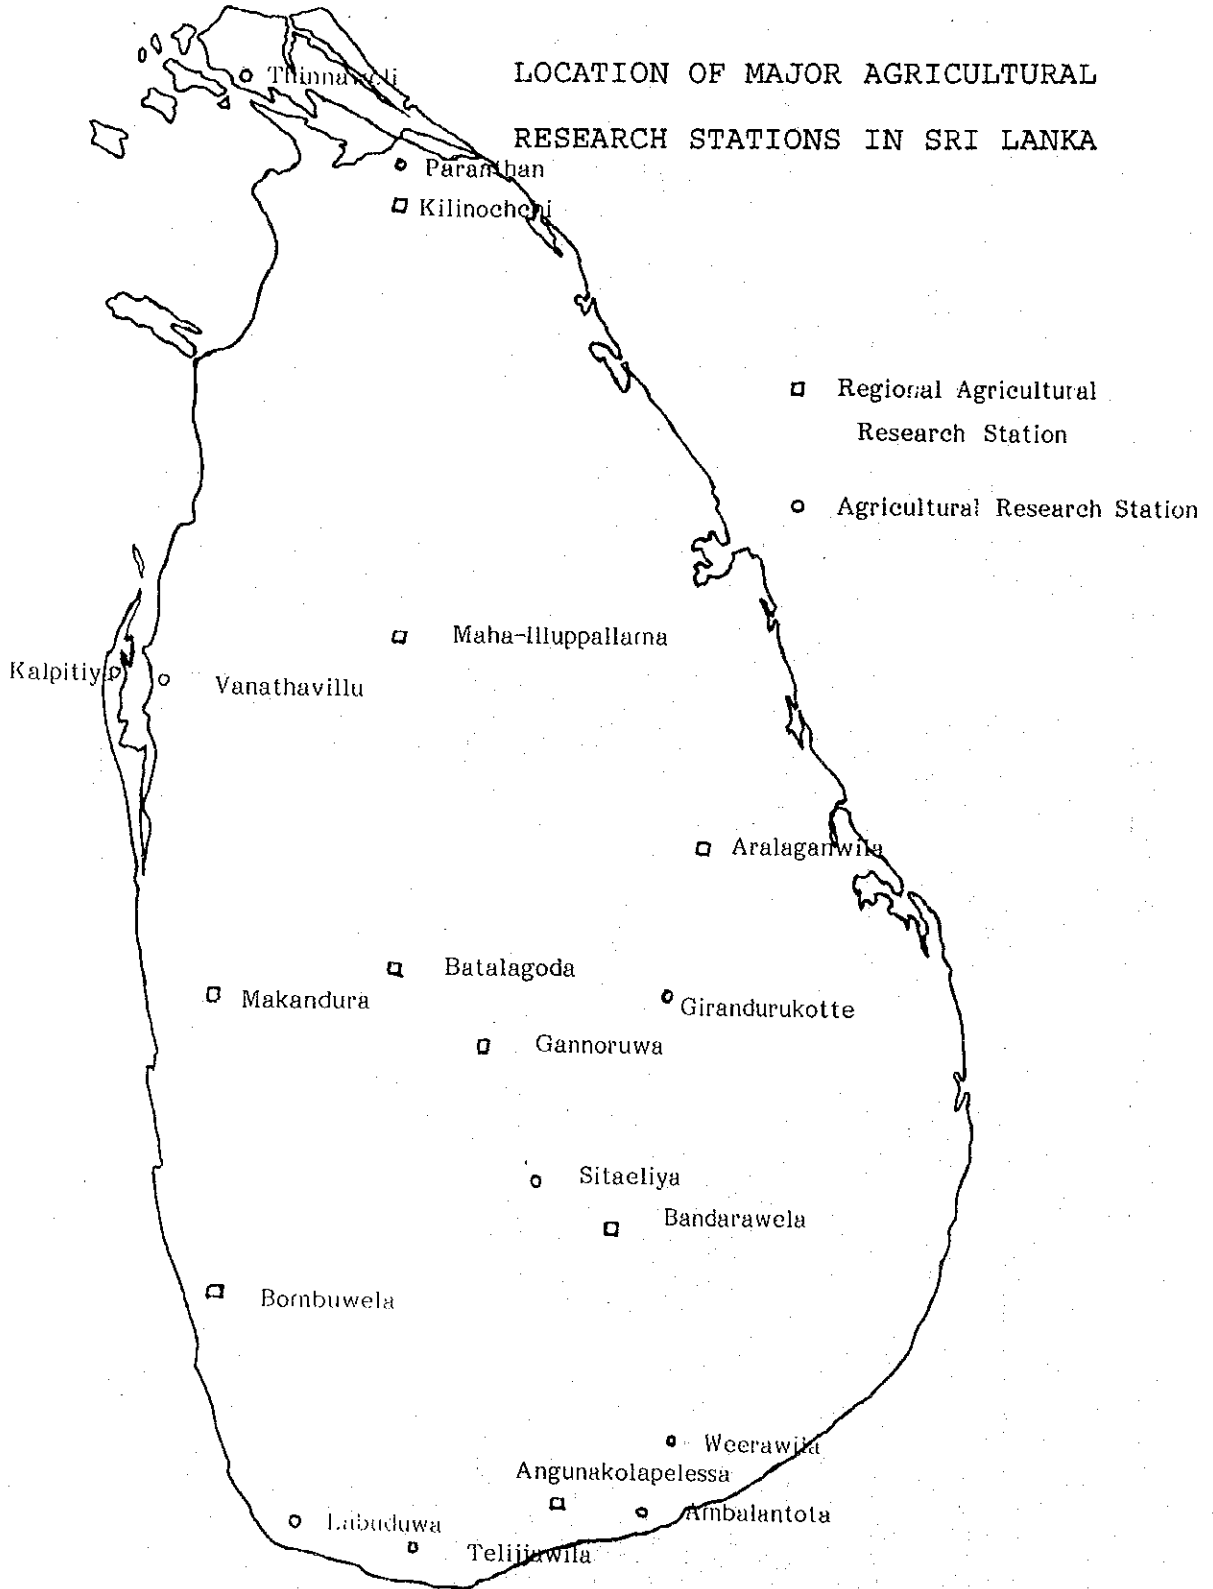 LOCATION OF MAJOR AGRICULTURAL
RESEARCH STATIONS IN SRI LANKA
Thinnaveli
Paranthan
Kilinochchi
Regional Agricultural
Research Station
Agricultural Research Station
Maha-Illuppallama
Kalpitiya
Vanathavillu
Aralaganwila
Batalagoda
Makandura
Girandurukotte
Gannoruwa
Sitaeliya
Bandarawela
Bombuwela
Weerawila
Angunakolapelessa
Ambalantota
Labuduwa
Telijjawila